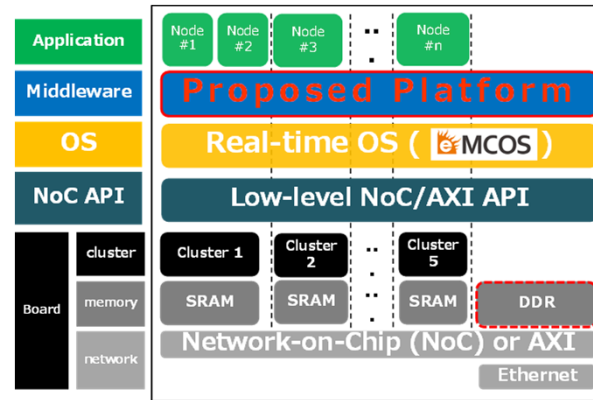 Application
Node
#1
Node
#2
Node
#3
Node
#n
Middleware
Proposed Platform
OS
Real-time OS ( eMCOS )
NoC API
Low-level NoC/AXI API
Board
cluster
Cluster 1
Cluster
2
Cluster
5
memory
SRAM
SRAM
SRAM
DDR
network
Network-on-Chip (NoC) or AXI
Ethernet